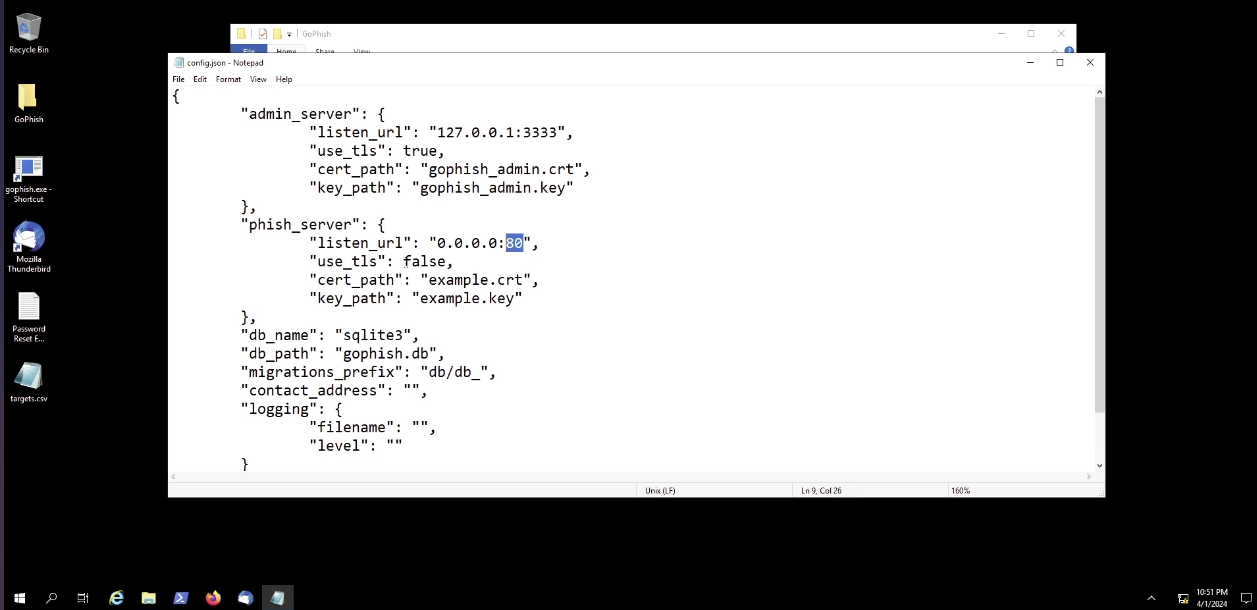 Recycle Bin
GoPhish
gophish.exe -
Shortcut
Mozilla
Thunderbird
Password
Reset E...
targets.csv
GoPhish
File Home Share View
config.json - Notepad
File Edit Format View Help
{
"admin_server": {
"listen_url": "127.0.0.1:3333",
"use_tls": true,
"cert_path": "gophish_admin.crt",
"key_path": "gophish_admin.key"
},
"phish_server": {
"listen_url": "0.0.0.0:80",
"use_tls": false,
"cert_path": "example.crt",
"key_path": "example.key"
},
"db_name": "sqlite3",
"db_path": "gophish.db",
"migrations_prefix": "db/db_",
"contact_address": "",
"logging": {
"filename": "",
"level": ""
}
Unix (LF) Ln 9, Col 26 160%
10:51 PM
4/1/2024